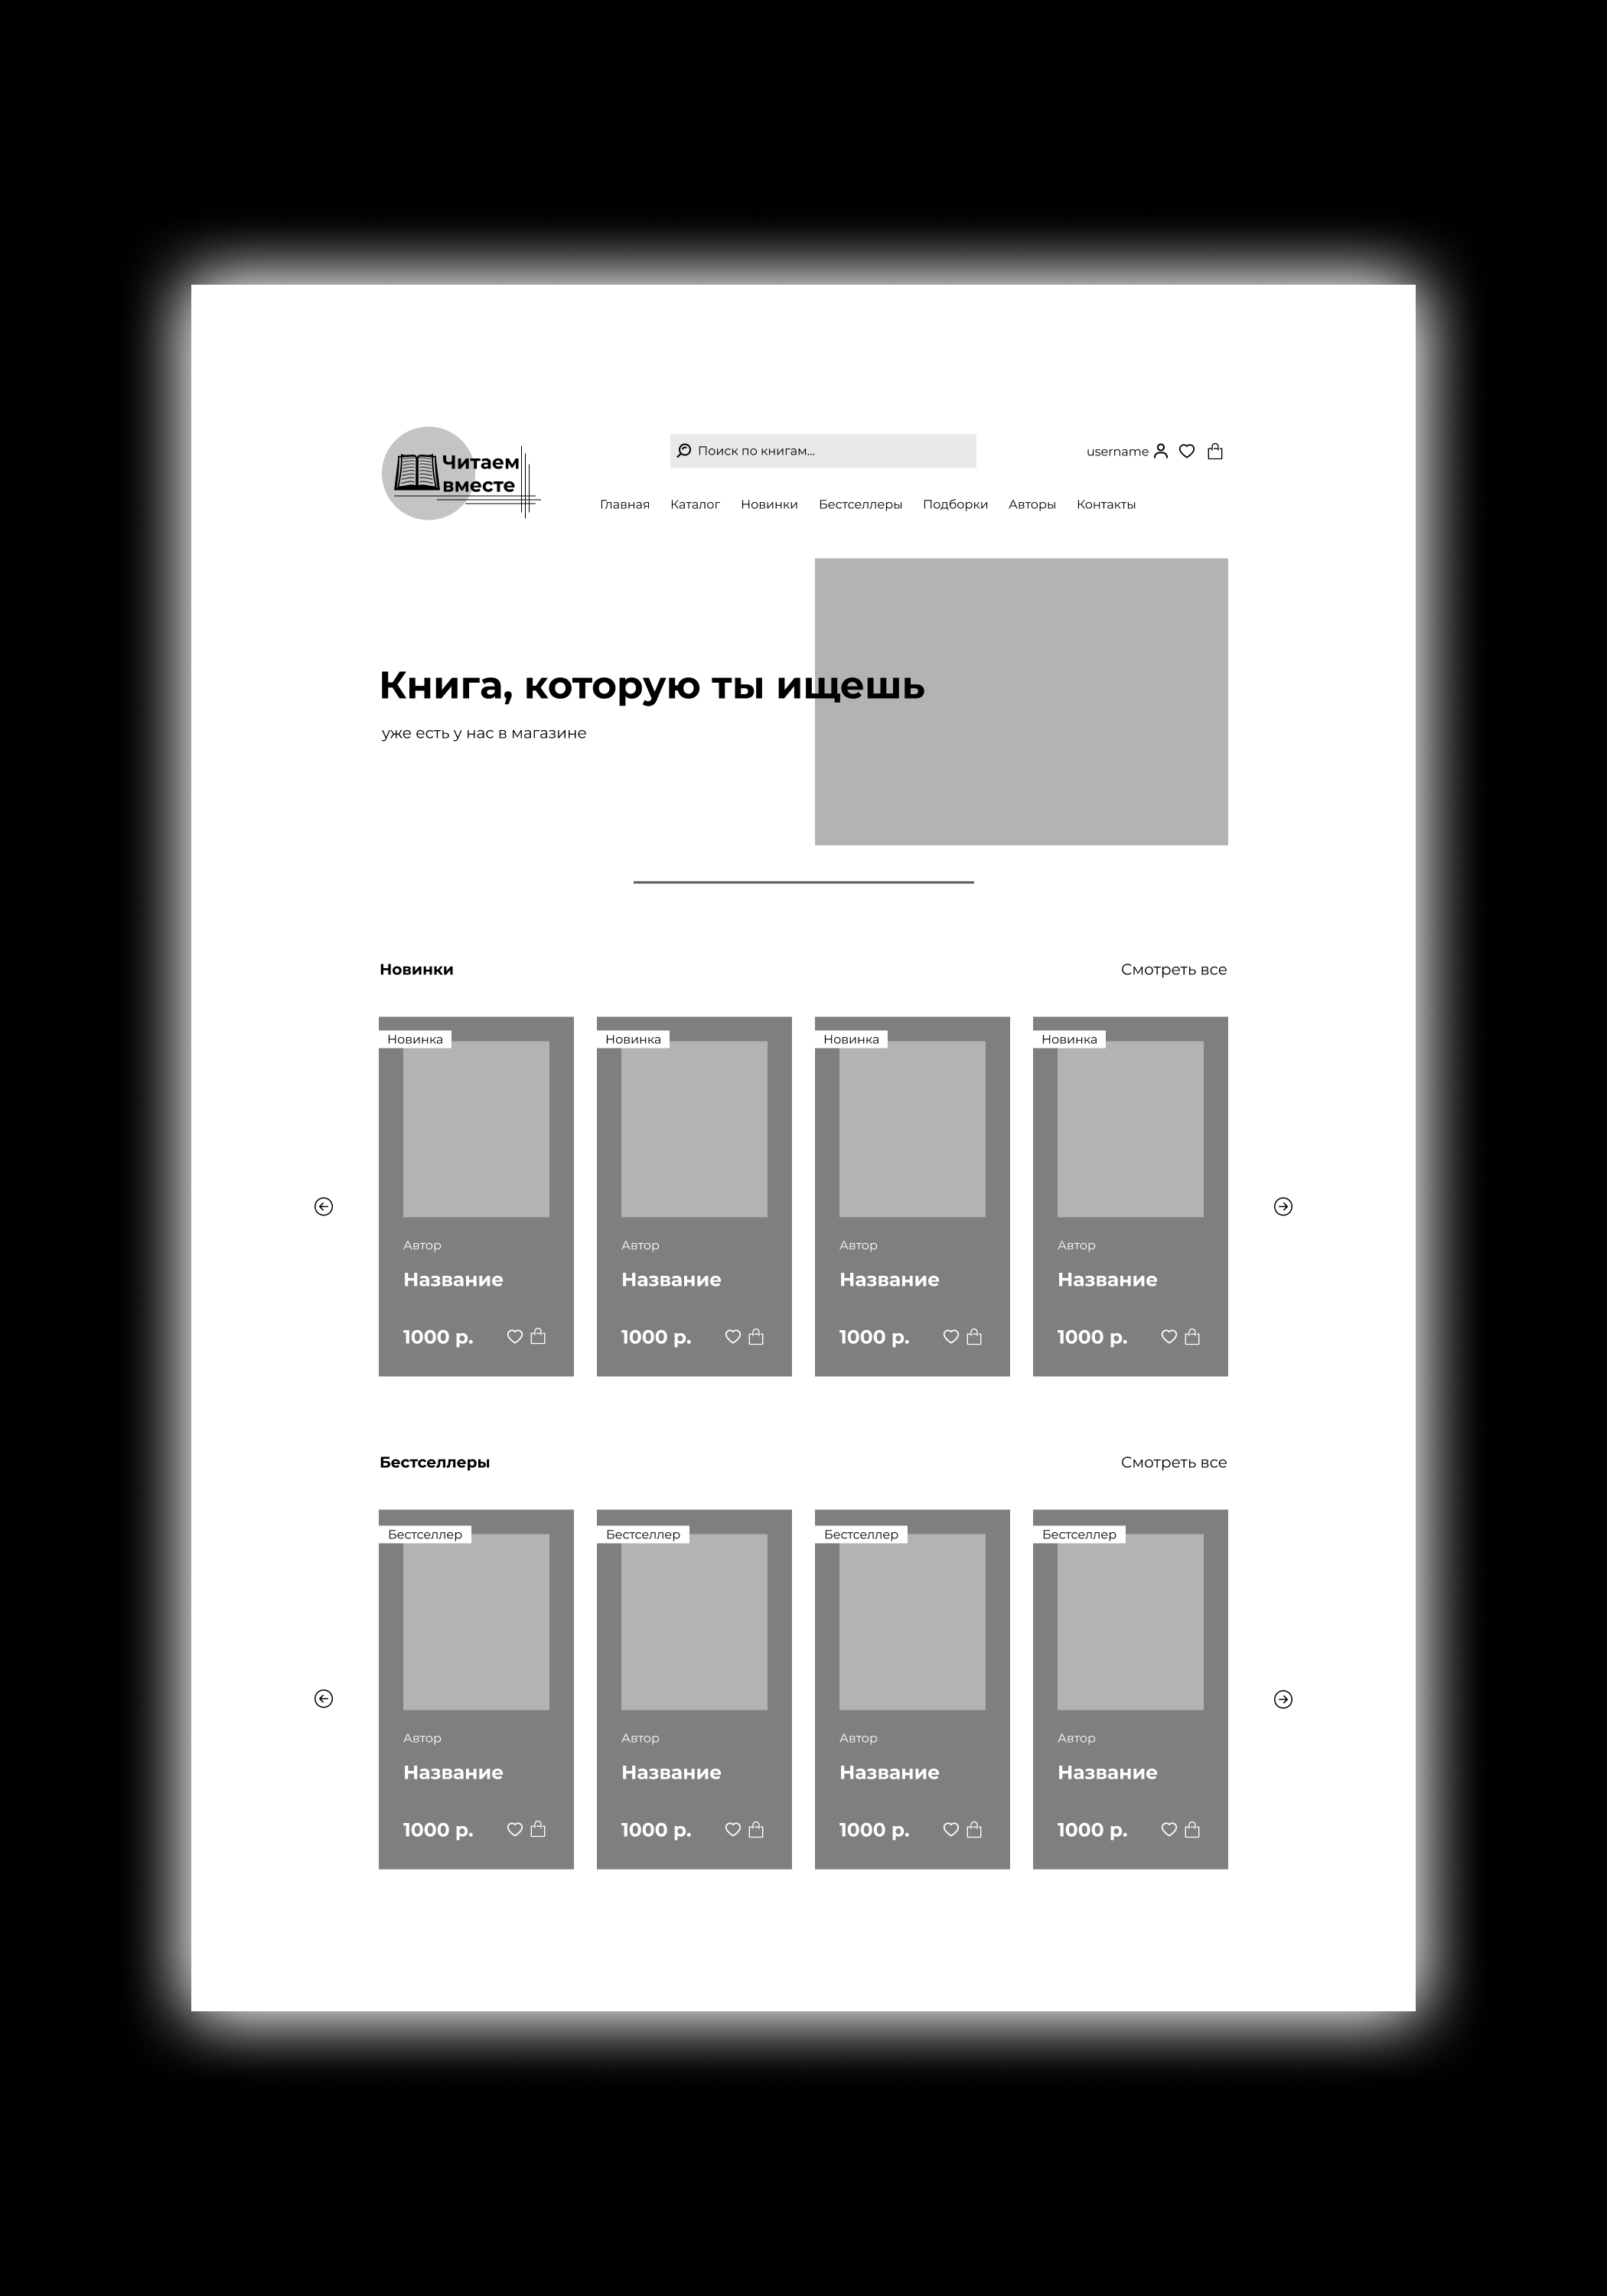 Читаем
вместе
Поиск по книгам...
username
Главная Каталог Новинки Бестселлеры Подборки Авторы Контакты
Книга, которую ты ищешь
уже есть у нас в магазине
Новинки Смотреть все
Новинка Новинка Новинка Новинка
Автор Автор Автор Автор
Название Название Название Название
1000 р. 1000 р. 1000 р. 1000 р.
Бестселлеры Смотреть все
Бестселлер Бестселлер Бестселлер Бестселлер
Автор Автор Автор Автор
Название Название Название Название
1000 р. 1000 р. 1000 р. 1000 р.